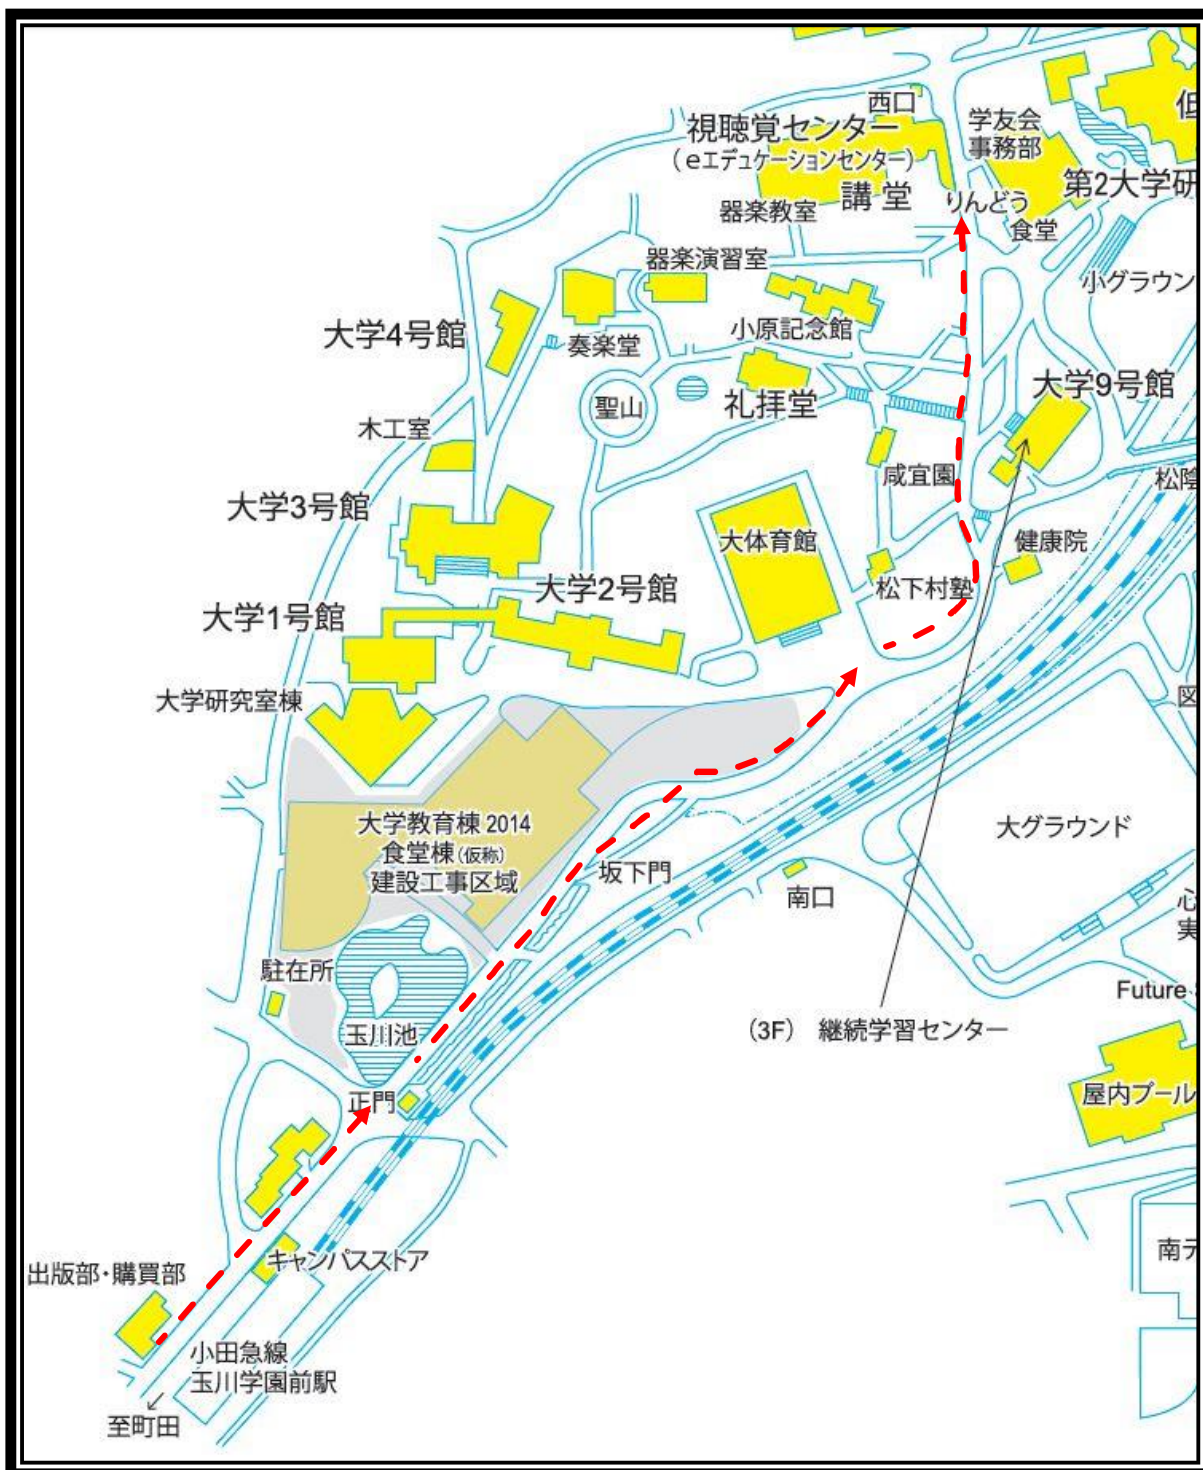 西口
視聴覚センター
（eエデュケーションセンター）
講堂
学友会
事務部
第2大学研
りんどう
食堂
器楽教室
器楽演習室
小グラウン
大学4号館
奏楽堂
小原記念館
大学9号館
聖山
礼拝堂
木工室
咸宜園
松陰
大学3号館
大体育館
健康院
大学2号館
松下村塾
大学1号館
大学研究室棟
図
大学教育棟 2014
食堂棟（仮称）
建設工事区域
大グラウンド
坂下門
南口
心
実
駐在所
Future
玉川池
（3F） 継続学習センター
正門
屋内プール
キャンパスストア
出版部・購買部
南テ
小田急線
玉川学園前駅
至町田